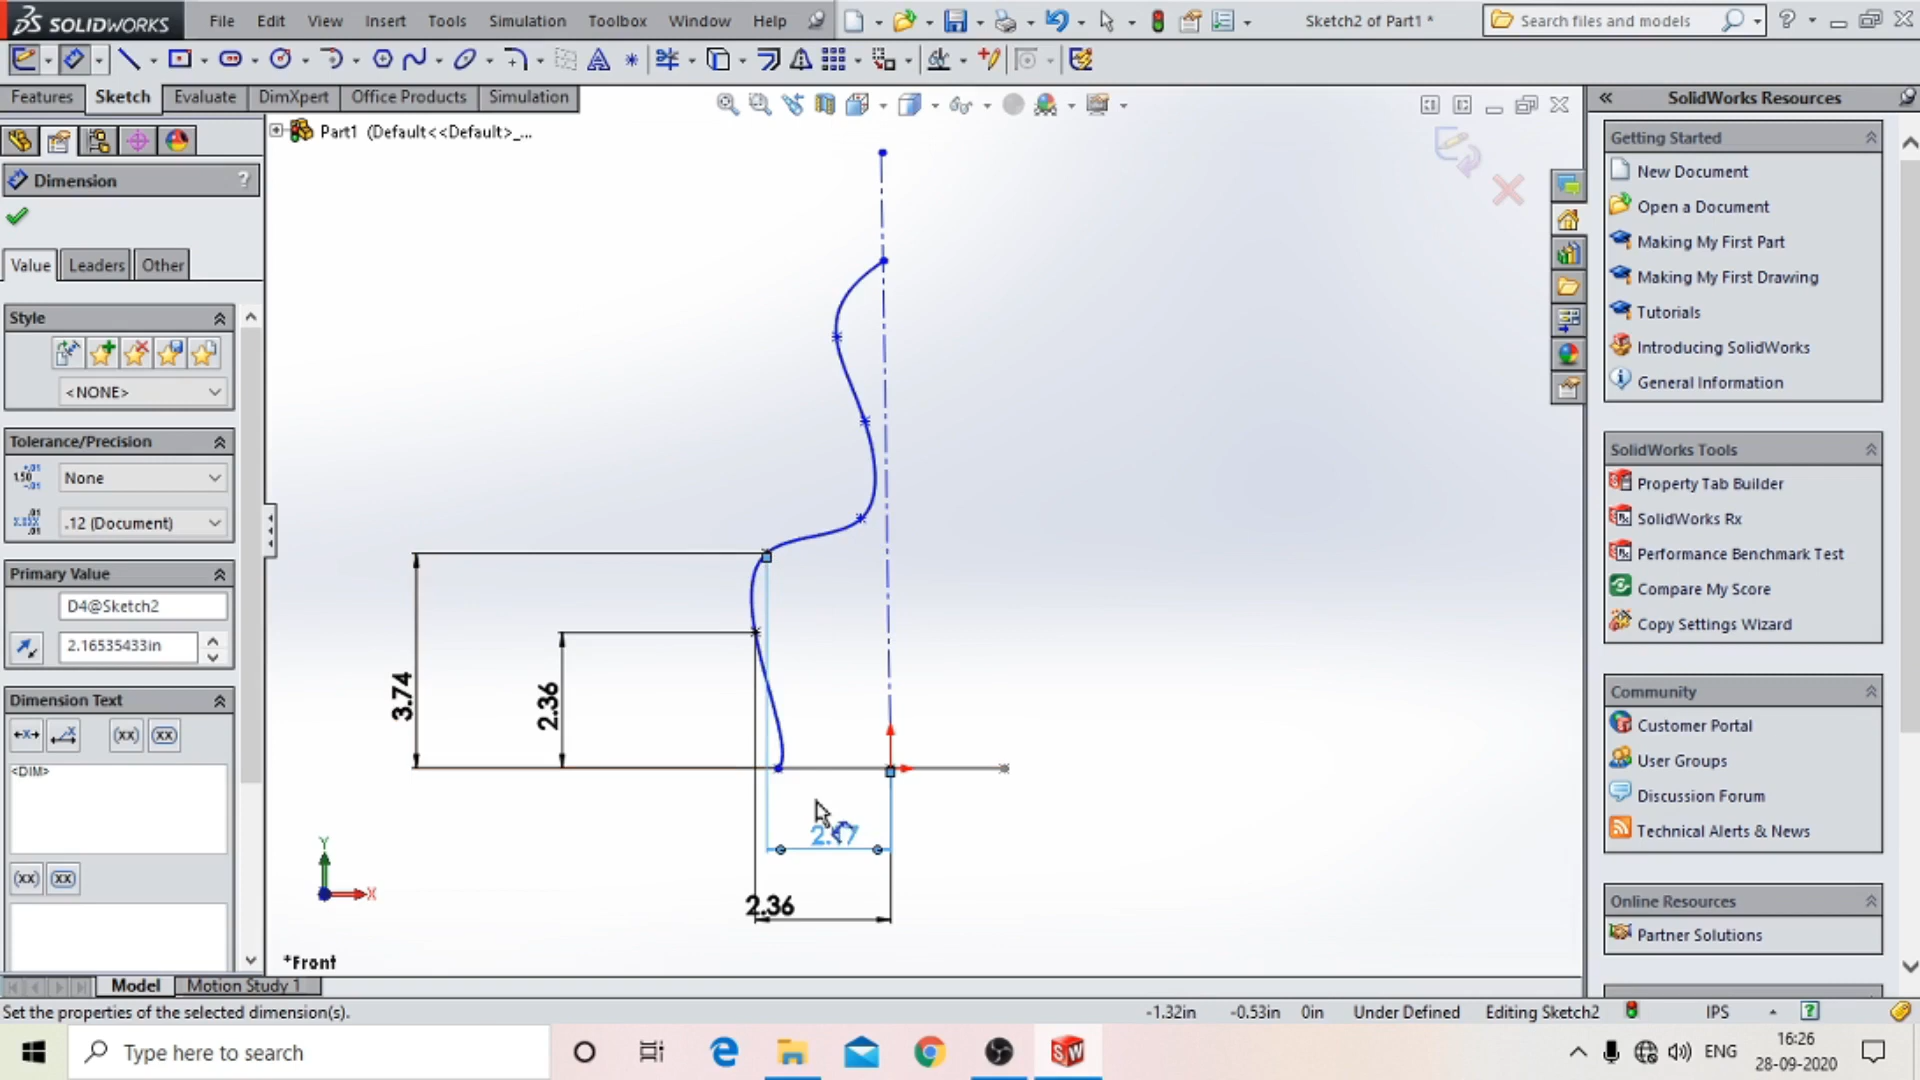 SOLIDWORKS
File Edit View Insert Tools Simulation Toolbox Window Help
Sketch2 of Part1 *
Search files and models
Features Sketch Evaluate DimXpert Office Products Simulation
Part1 (Default<<Default>_...
Dimension
Value Leaders Other
Style
<NONE>
Tolerance/Precision
None
.12 (Document)
Primary Value
D4@Sketch2
2.16535433in
Dimension Text
<DIM>
3.74
2.36
2.36
Y
X
*Front
SolidWorks Resources
Getting Started
New Document
Open a Document
Making My First Part
Making My First Drawing
Tutorials
Introducing SolidWorks
General Information
SolidWorks Tools
Property Tab Builder
SolidWorks Rx
Performance Benchmark Test
Compare My Score
Copy Settings Wizard
Community
Customer Portal
User Groups
Discussion Forum
Technical Alerts & News
Online Resources
Partner Solutions
Model Motion Study 1
Set the properties of the selected dimension(s).
-1.32in -0.53in 0in Under Defined Editing Sketch2 IPS
Type here to search
ENG
16:26
28-09-2020